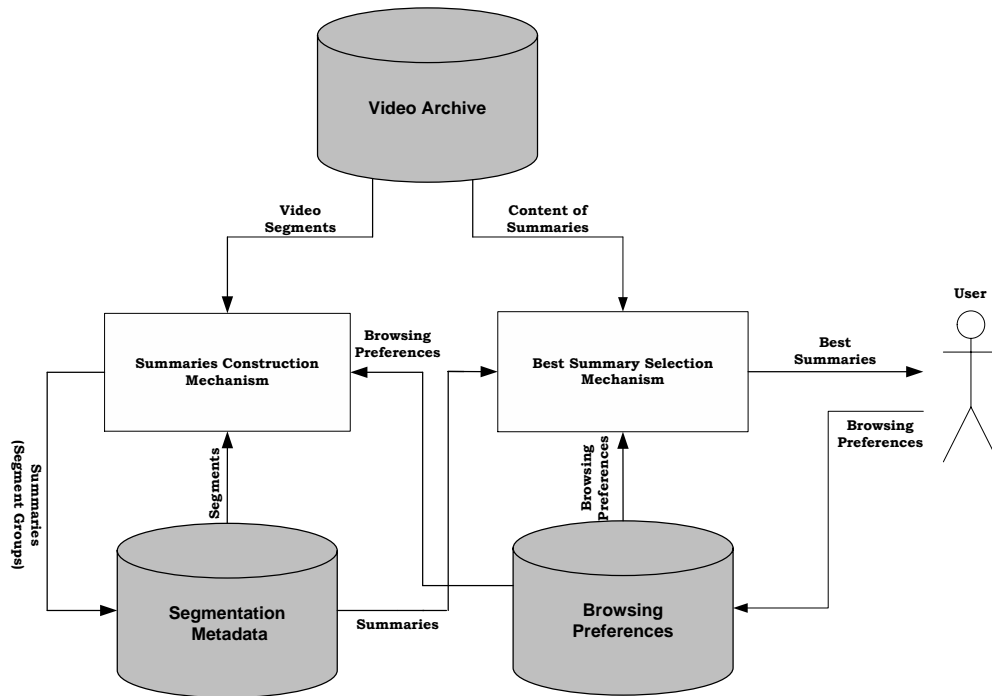 Video Archive
Video
Segments
Content of
Summaries
User
Browsing
Preferences
Best
Summaries
Summaries Construction
Mechanism
Best Summary Selection
Mechanism
Browsing
Preferences
Summaries
(Segment Groups)
Segments
Browsing
Preferences
Segmentation
Metadada
Summaries
Browsing
Preferences